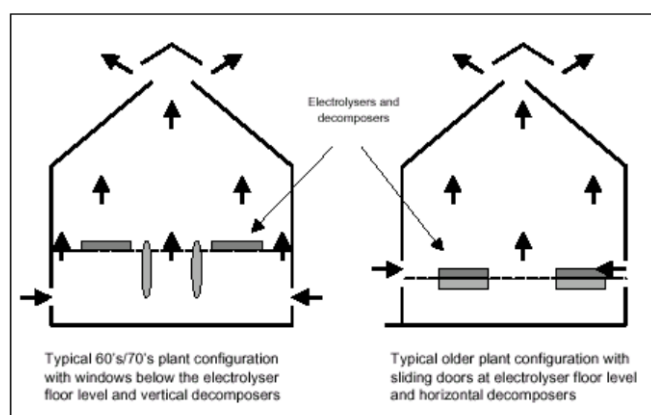 Electrolysers and
decomposers
Typical 60's/70's plant configuration
with windows below the electrolyser
floor level and vertical decomposers
Typical older plant configuration with
sliding doors at electrolyser floor level
and horizontal decomposers